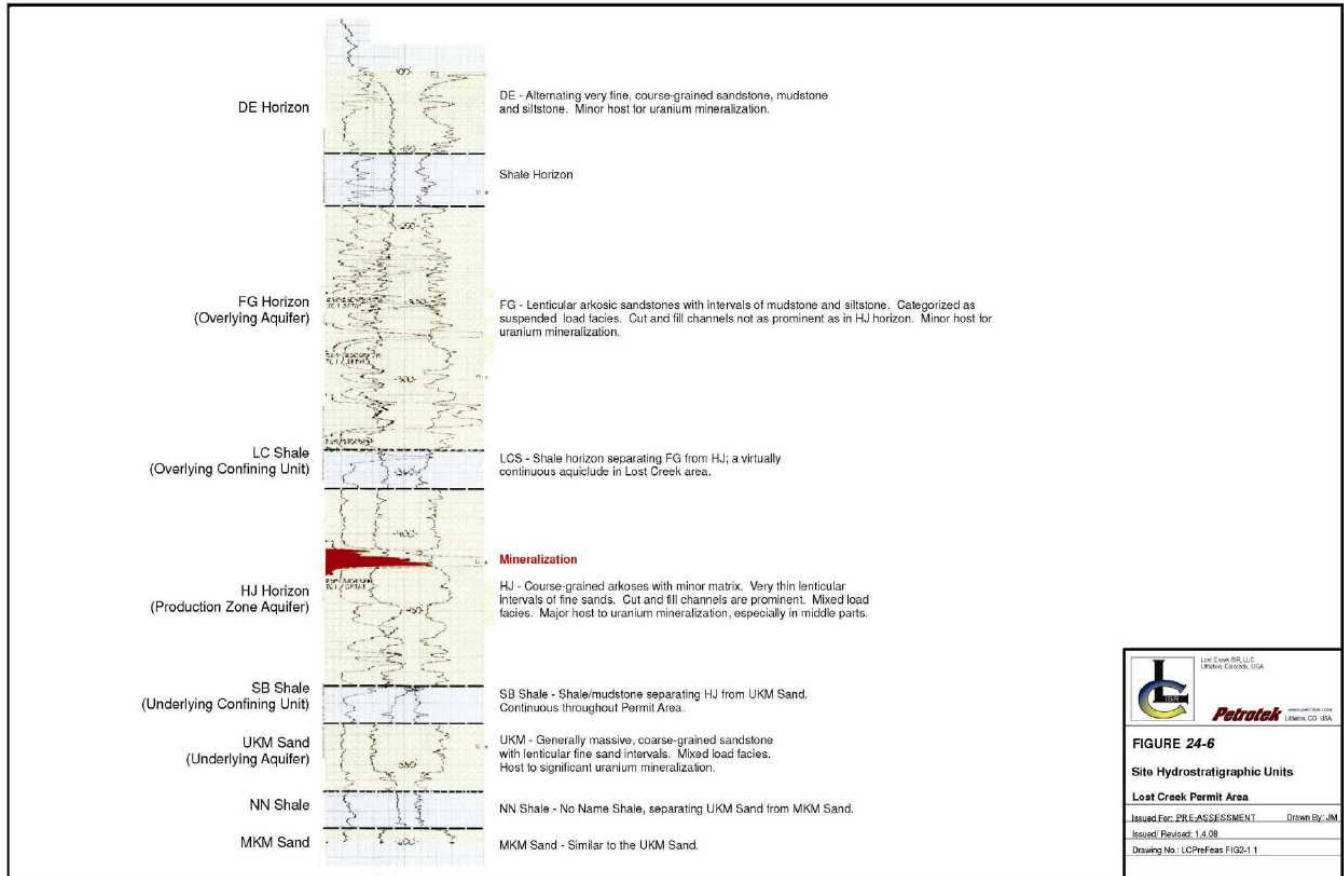 DE Horizon
DE - Alternating very fine, course-grained sandstone, mudstone
and siltstone. Minor host for uranium mineralization.
Shale Horizon
FG Horizon
(Overlying Aquifer)
FG - Lenticular arkosic sandstones with intervals of mudstone and siltstone. Categorized as
suspended load facies. Cut and fill channels not as prominent as in HJ horizon. Minor host for
uranium mineralization.
LC Shale
(Overlying Confining Unit)
LCS - Shale horizon separating FG from HJ; a virtually
continuous aquiclude in Lost Creek area.
Mineralization
HJ Horizon
(Production Zone Aquifer)
HJ - Course-grained arkoses with minor matrix. Very thin lenticular
intervals of fine sands. Cut and fill channels are prominent. Mixed load
facies. Major host to uranium mineralization, especially in middle parts.
SB Shale
(Underlying Confining Unit)
SB Shale - Shale/mudstone separating HJ from UKM Sand.
Continuous throughout Permit Area.
UKM Sand
(Underlying Aquifer)
UKM - Generally massive, coarse-grained sandstone
with lenticular fine sand intervals. Mixed load facies.
Host to significant uranium mineralization.
NN Shale
NN Shale - No Name Shale, separating UKM Sand from MKM Sand.
MKM Sand
MKM Sand - Similar to the UKM Sand.
LC ISR
Lost Creek ISR, LLC
Littleton, Colorado, USA
Petrotek
Littleton, CO USA
FIGURE 24-6
Site Hydrostratigraphic Units
Lost Creek Permit Area
Issued For: PRE-ASSESSMENT Drawn By: JM
Issued/Revised: 1.4.08
Drawing No.: LCPreFeas FIG2-1 1